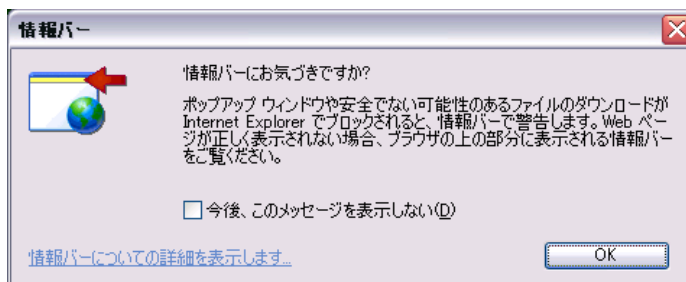 情報バー
情報バーにお気づきですか?
ポップアップ ウィンドウや安全でない可能性のあるファイルのダウンロードが
Internet Explorer でブロックされると、情報バーで警告します。Web ペー
ジが正しく表示されない場合、ブラウザの上の部分に表示される情報バー
をご覧ください。
今後、このメッセージを表示しない(D)
情報バーについての詳細を表示します...
OK